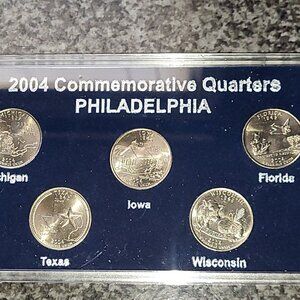 2004 Commemorative Quarters
PHILADELPHIA
chigan
Iowa
Florida
Texas
Wisconsin